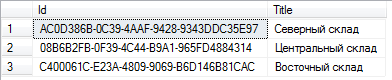 Id Title
1 AC0D386B-0C39-4AAF-9428-9343DDC35E97 Северный склад
2 08B6B2FB-0F39-4C44-B9A1-965FD4884314 Центральный склад
3 C400061C-E23A-4809-9069-B6D146B81CAC Восточный склад